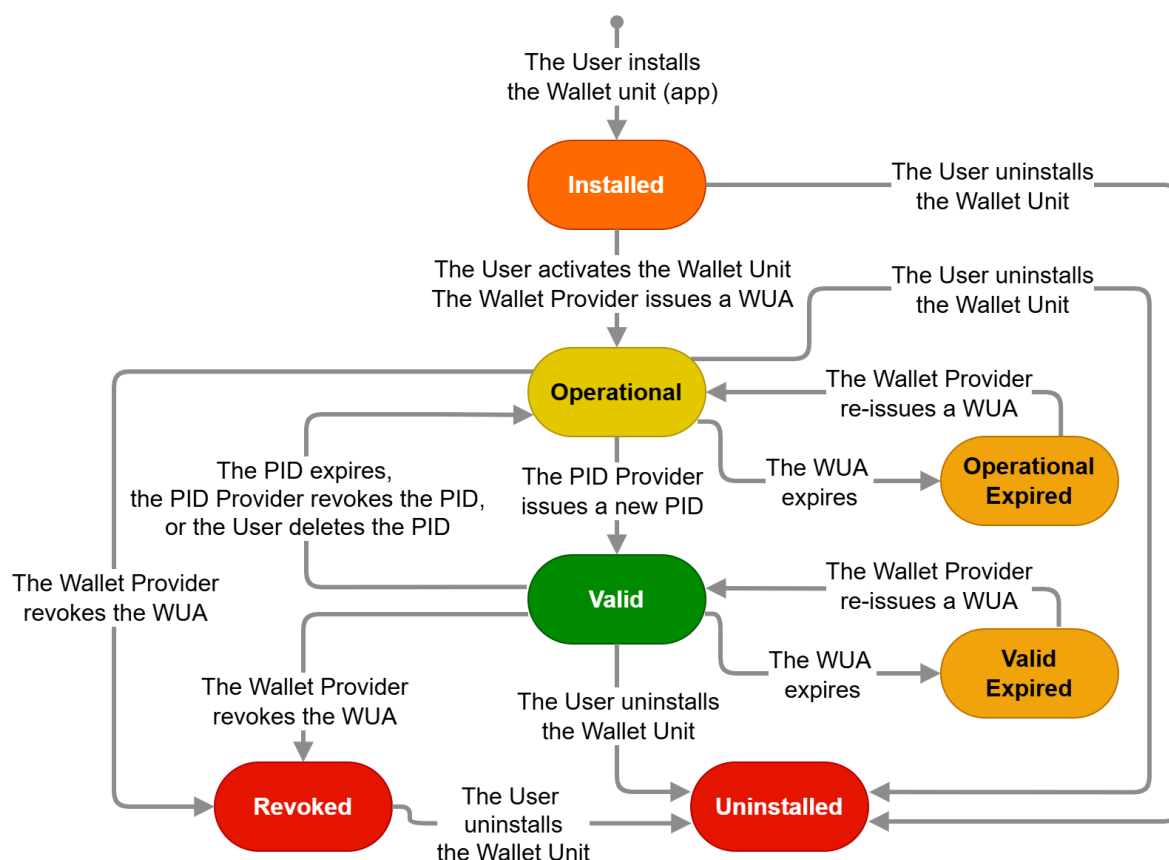 The User installs
the Wallet unit (app)
Installed
The User uninstalls
the Wallet Unit
The User activates the Wallet Unit
The Wallet Provider issues a WUA
The User uninstalls
the Wallet Unit
Operational
The Wallet Provider
re-issues a WUA
The PID expires,
the PID Provider revokes the PID,
or the User deletes the PID
The PID Provider
issues a new PID
The WUA
expires
Operational
Expired
The Wallet Provider
revokes the WUA
Valid
The Wallet Provider
re-issues a WUA
The WUA
expires
Valid
Expired
The Wallet Provider
revokes the WUA
The User uninstalls
the Wallet Unit
Revoked
The User
uninstalls
the Wallet Unit
Uninstalled